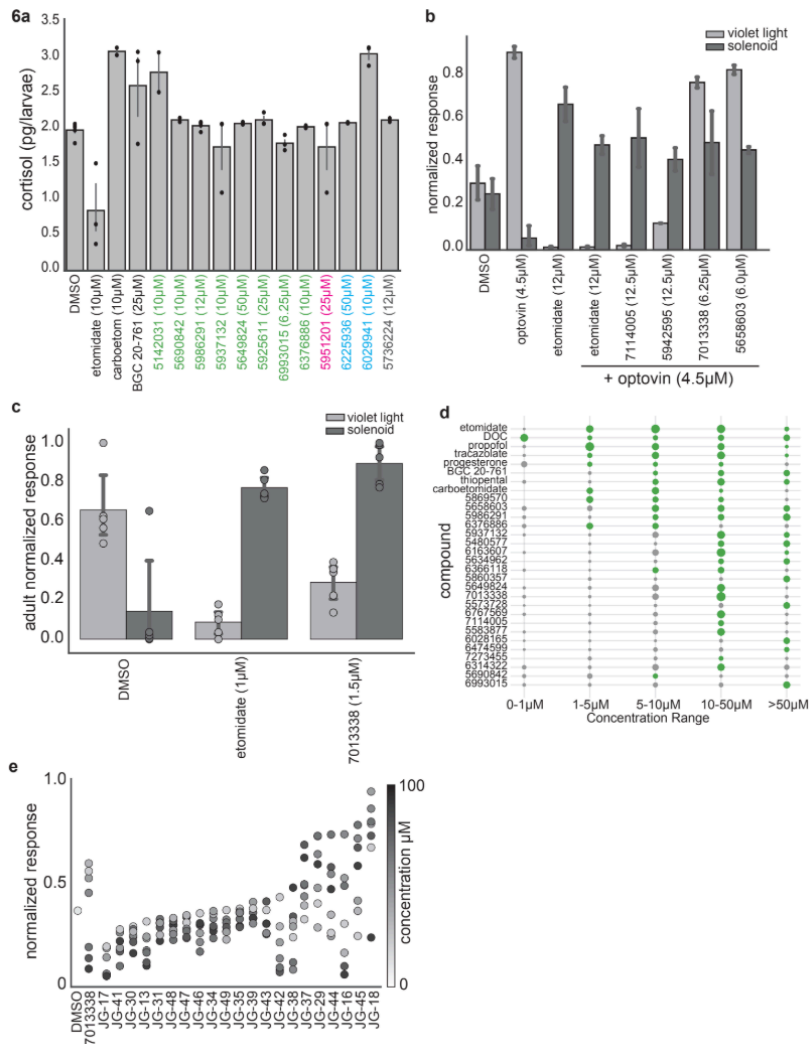 6a
3.5
3.0
2.5
2.0
1.5
1.0
0.5
0.0
cortisol (pg/larvae)
DMSO
etomidate (10µM)
carboetom (10µM)
BGC 20-761 (25µM)
5142031 (10µM)
5690842 (10µM)
5986291 (12µM)
5937132 (10µM)
5649824 (50µM)
5925611 (25µM)
6993015 (6.25µM)
6376886 (10µM)
5951201 (25µM)
6225936 (50µM)
6029941 (10µM)
5736224 (12µM)
b
violet light
solenoid
0.8
0.6
0.4
0.2
0.0
normalized response
DMSO
optovin (4.5µM)
etomidate (12µM)
etomidate (12µM)
7114005 (12.5µM)
5942595 (12.5µM)
7013338 (6.25µM)
5658603 (6.0µM)
+ optovin (4.5µM)
c
violet light
solenoid
1.0
0.8
0.6
0.4
0.2
0.0
adult normalized response
DMSO
etomidate (1µM)
7013338 (1.5µM)
d
compound
etomidate
DOC
propofol
tracazolate
progesterone
BGC 20-761
thiopental
carboetomidate
5869570
5658603
5986291
6376886
5937132
5480577
6163607
5634962
6366118
5860357
5649824
7013338
5573728
6767569
7114005
5583877
6028165
6474599
7273455
6314322
5690842
6993015
0-1µM
1-5µM
5-10µM
10-50µM
>50µM
Concentration Range
e
1.0
0.5
0
normalized response
100
0
concentration µM
DMSO
7013338
JG-17
JG-41
JG-30
JG-13
JG-31
JG-48
JG-47
JG-46
JG-34
JG-49
JG-35
JG-39
JG-43
JG-42
JG-38
JG-37
JG-29
JG-44
JG-16
JG-45
JG-18